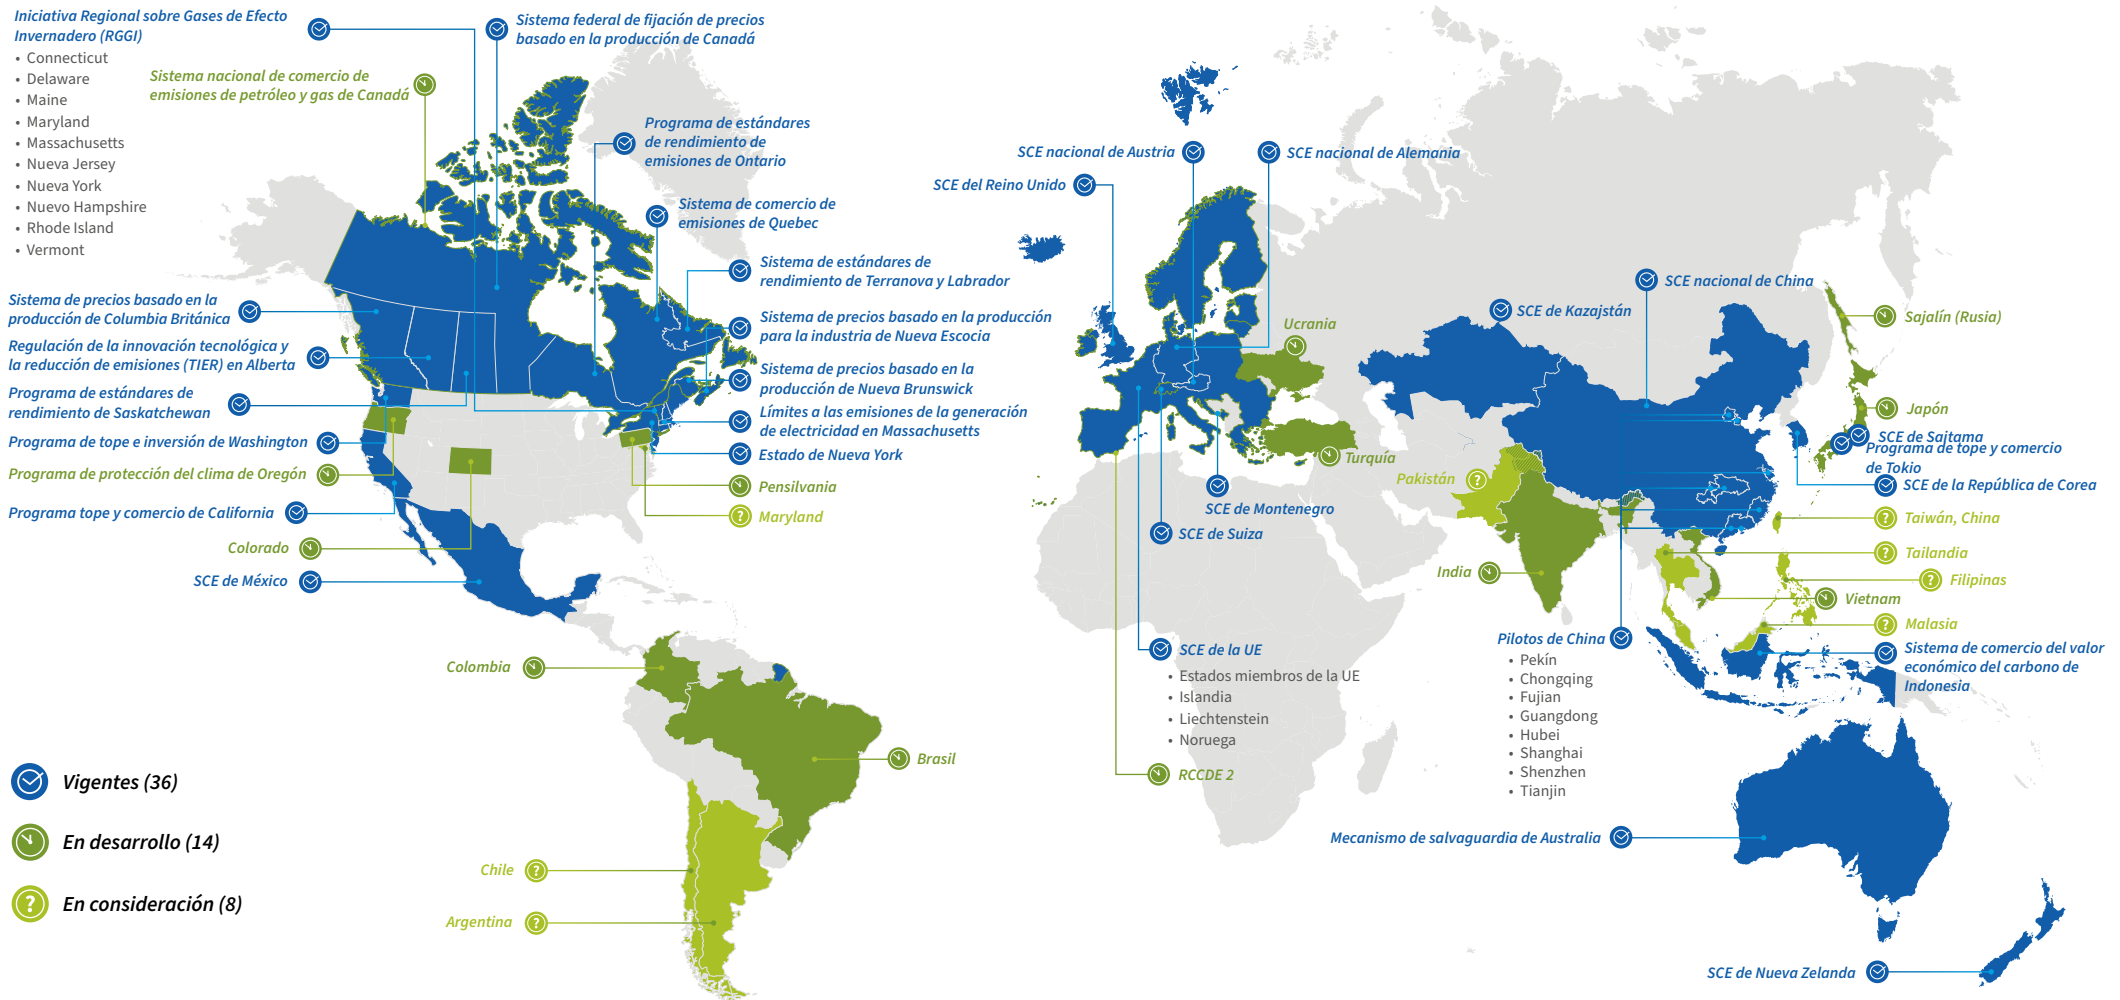 Iniciativa Regional sobre Gases de Efecto
Invernadero (RGGI)
• Connecticut
• Delaware
• Maine
• Maryland
• Massachusetts
• Nueva Jersey
• Nueva York
• Nuevo Hampshire
• Rhode Island
• Vermont
Sistema federal de fijación de precios
basado en la producción de Canadá
Sistema nacional de comercio de
emisiones de petróleo y gas de Canadá
Programa de estándares
de rendimiento de
emisiones de Ontario
Sistema de comercio de
emisiones de Quebec
Sistema de estándares de
rendimiento de Terranova y Labrador
Sistema de precios basado en la producción
para la industria de Nueva Escocia
Sistema de precios basado en la
producción de Nueva Brunswick
Límites a las emisiones de la generación
de electricidad en Massachusetts
Estado de Nueva York
Pensilvania
Maryland
Sistema de precios basado en la
producción de Columbia Británica
Regulación de la innovación tecnológica y
la reducción de emisiones (TIER) en Alberta
Programa de estándares de
rendimiento de Saskatchewan
Programa de tope e inversión de Washington
Programa de protección del clima de Oregón
Programa tope y comercio de California
Colorado
SCE de México
Colombia
Brasil
Chile
Argentina
Vigentes (36)
En desarrollo (14)
? En consideración (8)
SCE nacional de Austria
SCE nacional de Alemania
SCE del Reino Unido
Ucrania
Turquía
SCE de Montenegro
SCE de Suiza
SCE de la UE
• Estados miembros de la UE
• Islandia
• Liechtenstein
• Noruega
RCCDE 2
SCE de Kazajstán
SCE nacional de China
Sajalín (Rusia)
Japón
SCE de Saitama
Programa de tope y comercio
de Tokio
SCE de la República de Corea
Pakistán
India
Taiwán, China
Tailandia
Filipinas
Vietnam
Malasia
Sistema de comercio del valor
económico del carbono de
Indonesia
Pilotos de China
• Pekín
• Chongqing
• Fujian
• Guangdong
• Hubei
• Shanghai
• Shenzhen
• Tianjin
Mecanismo de salvaguardia de Australia
SCE de Nueva Zelanda